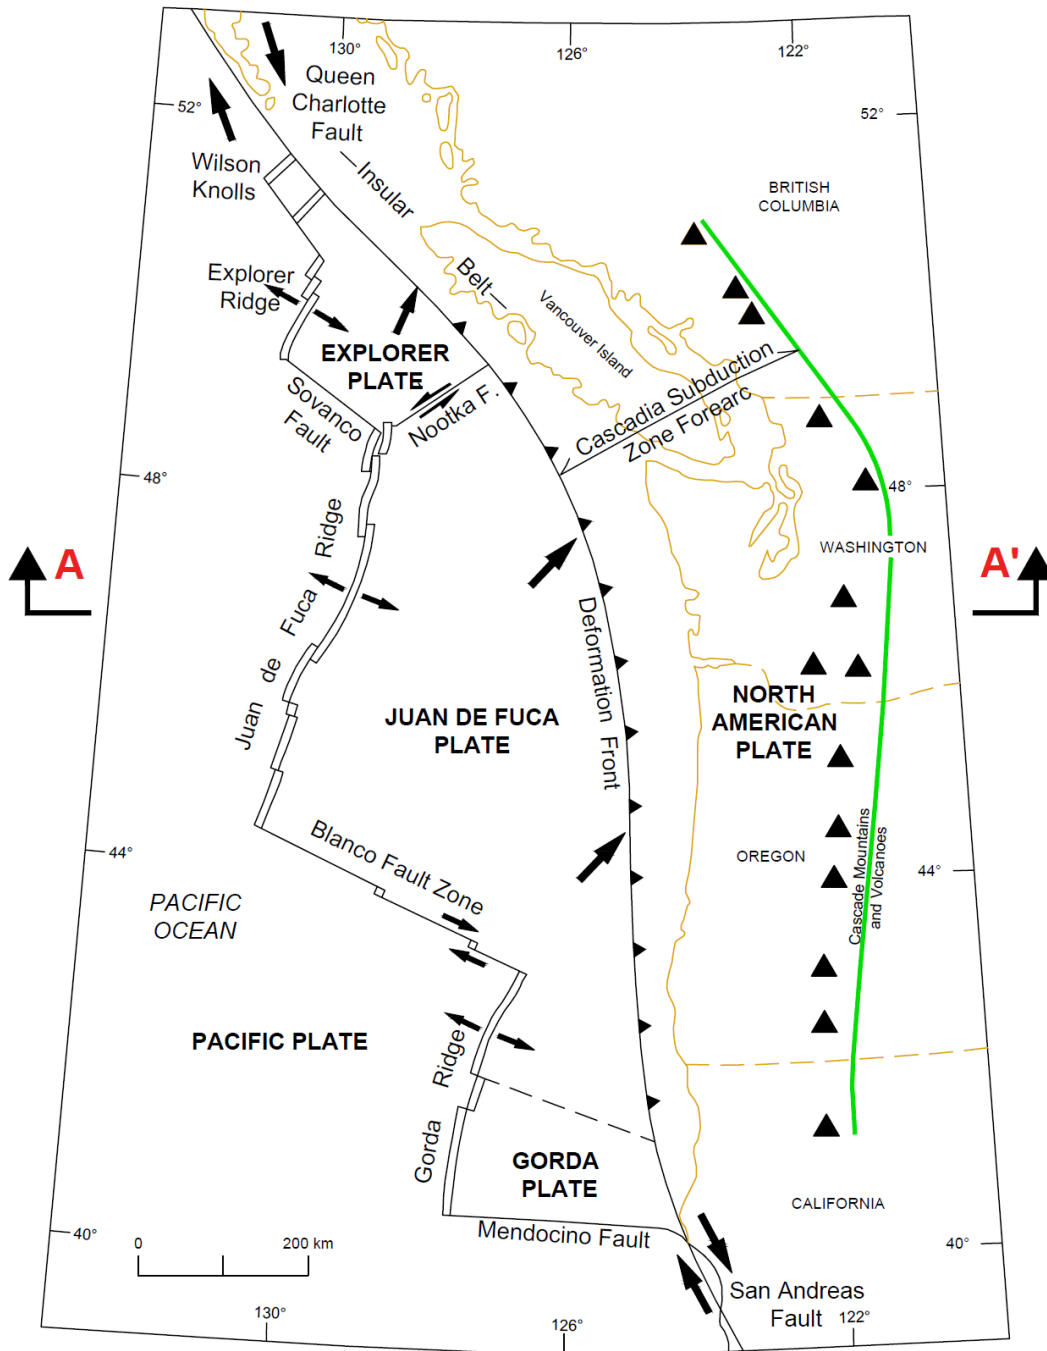 130°
126°
122°
Queen
Charlotte
Fault
52°
52°
Wilson
Knolls
Insular
BRITISH
COLUMBIA
Explorer
Ridge
Belt
Vancouver Island
EXPLORER
PLATE
Cascadia Subduction
Zone Forearc
Sovanco
Fault
Nootka F.
48°
48°
Juan de Fuca Ridge
WASHINGTON
A
A'
Deformation Front
JUAN DE FUCA
PLATE
NORTH
AMERICAN
PLATE
Blanco Fault Zone
44°
44°
OREGON
Cascade Mountains
and Volcanoes
PACIFIC
OCEAN
PACIFIC PLATE
Gorda Ridge
GORDA
PLATE
CALIFORNIA
Mendocino Fault
40°
40°
0 200 km
San Andreas
Fault
130°
126°
122°